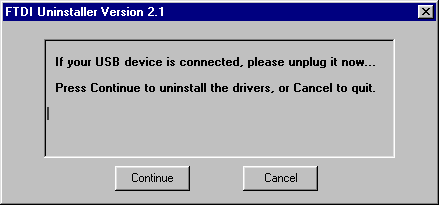 FTDI Uninstaller Version 2.1
If your USB device is connected, please unplug it now...
Press Continue to uninstall the drivers, or Cancel to quit.
Continue Cancel